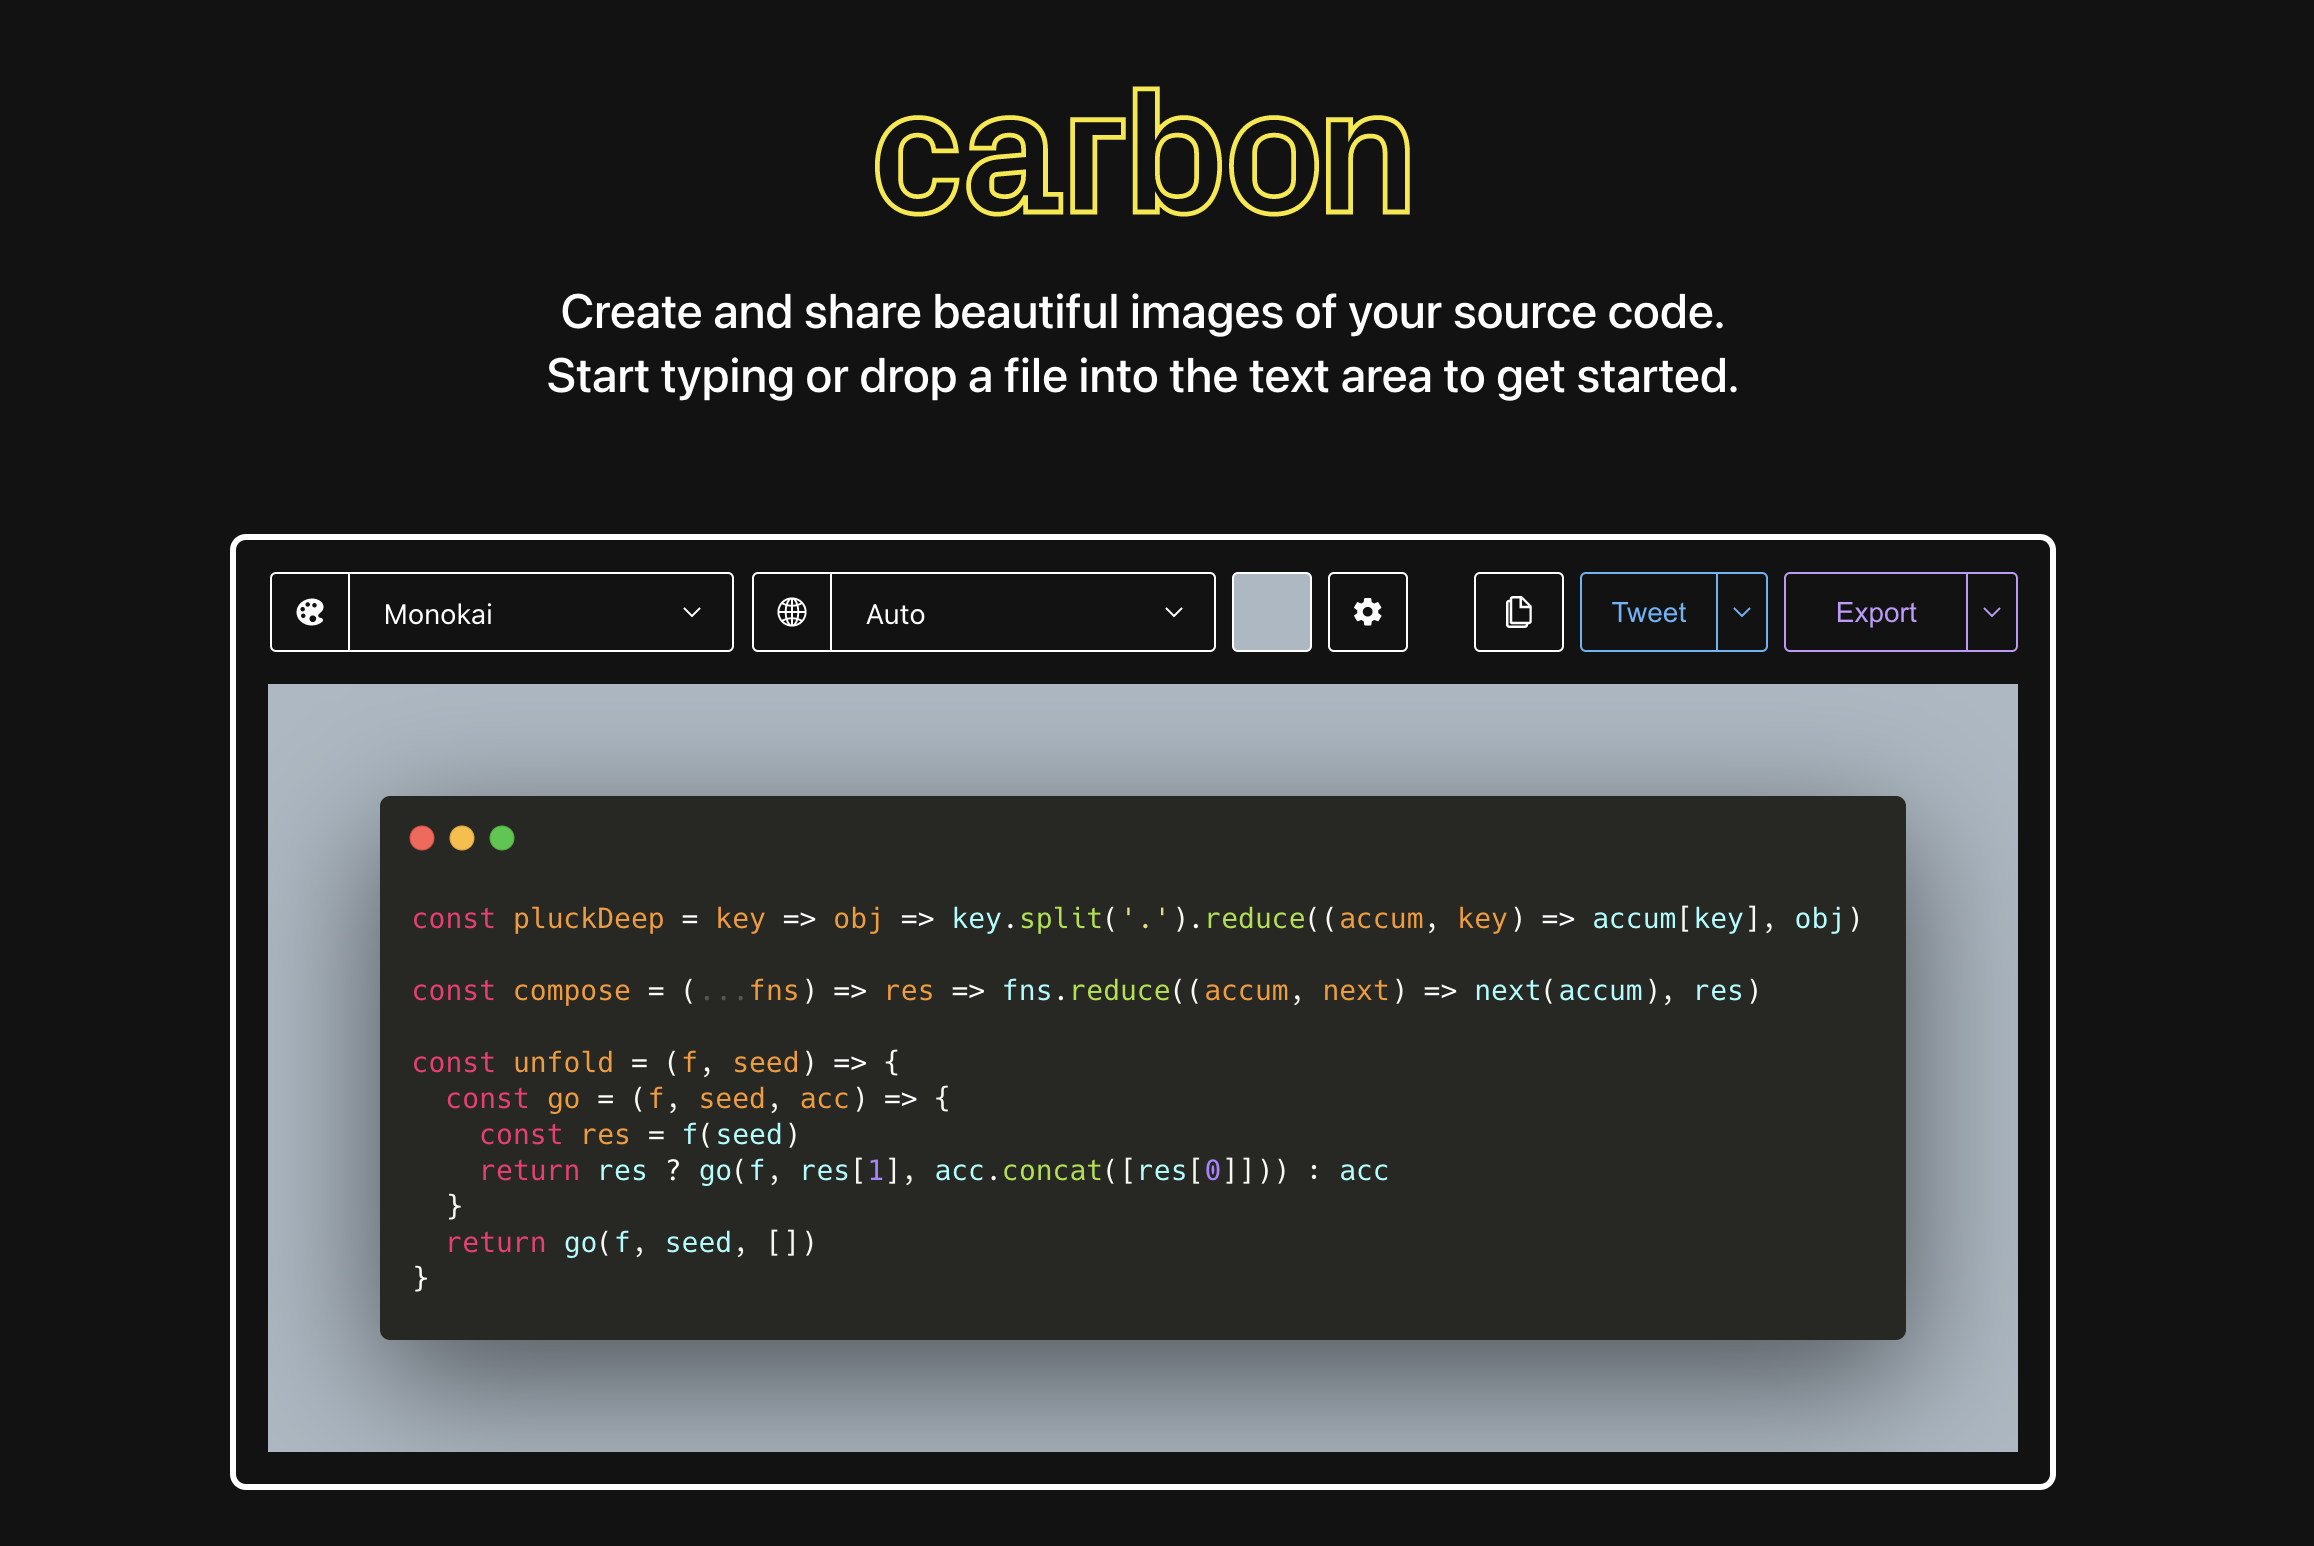 carbon
Create and share beautiful images of your source code.
Start typing or drop a file into the text area to get started.
Monokai
Auto
Tweet
Export
const pluckDeep = key => obj => key.split('.').reduce((accum, key) => accum[key], obj)
const compose = (...fns) => res => fns.reduce((accum, next) => next(accum), res)
const unfold = (f, seed) => {
  const go = (f, seed, acc) => {
    const res = f(seed)
    return res ? go(f, res[1], acc.concat([res[0]])) : acc
  }
  return go(f, seed, [])
}